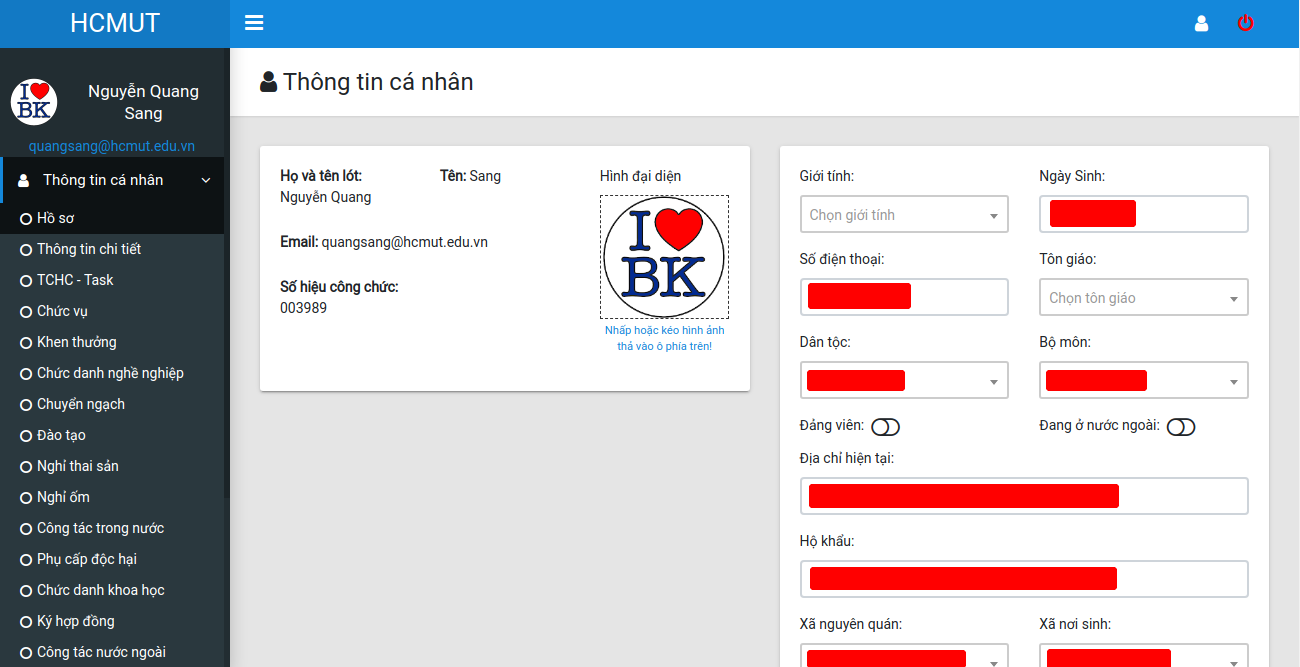 HCMUT
I BK
Nguyễn Quang
Sang
quangsang@hcmut.edu.vn
Thông tin cá nhân
Hồ sơ
Thông tin chi tiết
TCHC - Task
Chức vụ
Khen thưởng
Chức danh nghề nghiệp
Chuyển ngạch
Đào tạo
Nghỉ thai sản
Nghỉ ốm
Công tác trong nước
Phụ cấp độc hại
Chức danh khoa học
Ký hợp đồng
Công tác nước ngoài
Thông tin cá nhân
Họ và tên lót:
Nguyễn Quang
Tên: Sang
Email: quangsang@hcmut.edu.vn
Số hiệu công chức:
003989
Hình đại diện
I
BK
Nhấp hoặc kéo hình ảnh
thả vào ô phía trên!
Giới tính:
Chọn giới tính
Ngày Sinh:
Số điện thoại:
Tôn giáo:
Chọn tôn giáo
Dân tộc:
Bộ môn:
Đảng viên:
Đang ở nước ngoài:
Địa chỉ hiện tại:
Hộ khẩu:
Xã nguyên quán:
Xã nơi sinh: